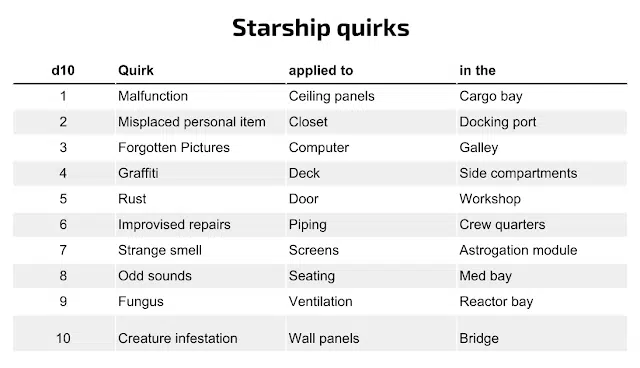 Starship quirks
d10 Quirk applied to in the
1 Malfunction Ceiling panels Cargo bay
2 Misplaced personal item Closet Docking port
3 Forgotten Pictures Computer Galley
4 Graffiti Deck Side compartments
5 Rust Door Workshop
6 Improvised repairs Piping Crew quarters
7 Strange smell Screens Astrogation module
8 Odd sounds Seating Med bay
9 Fungus Ventilation Reactor bay
10 Creature infestation Wall panels Bridge